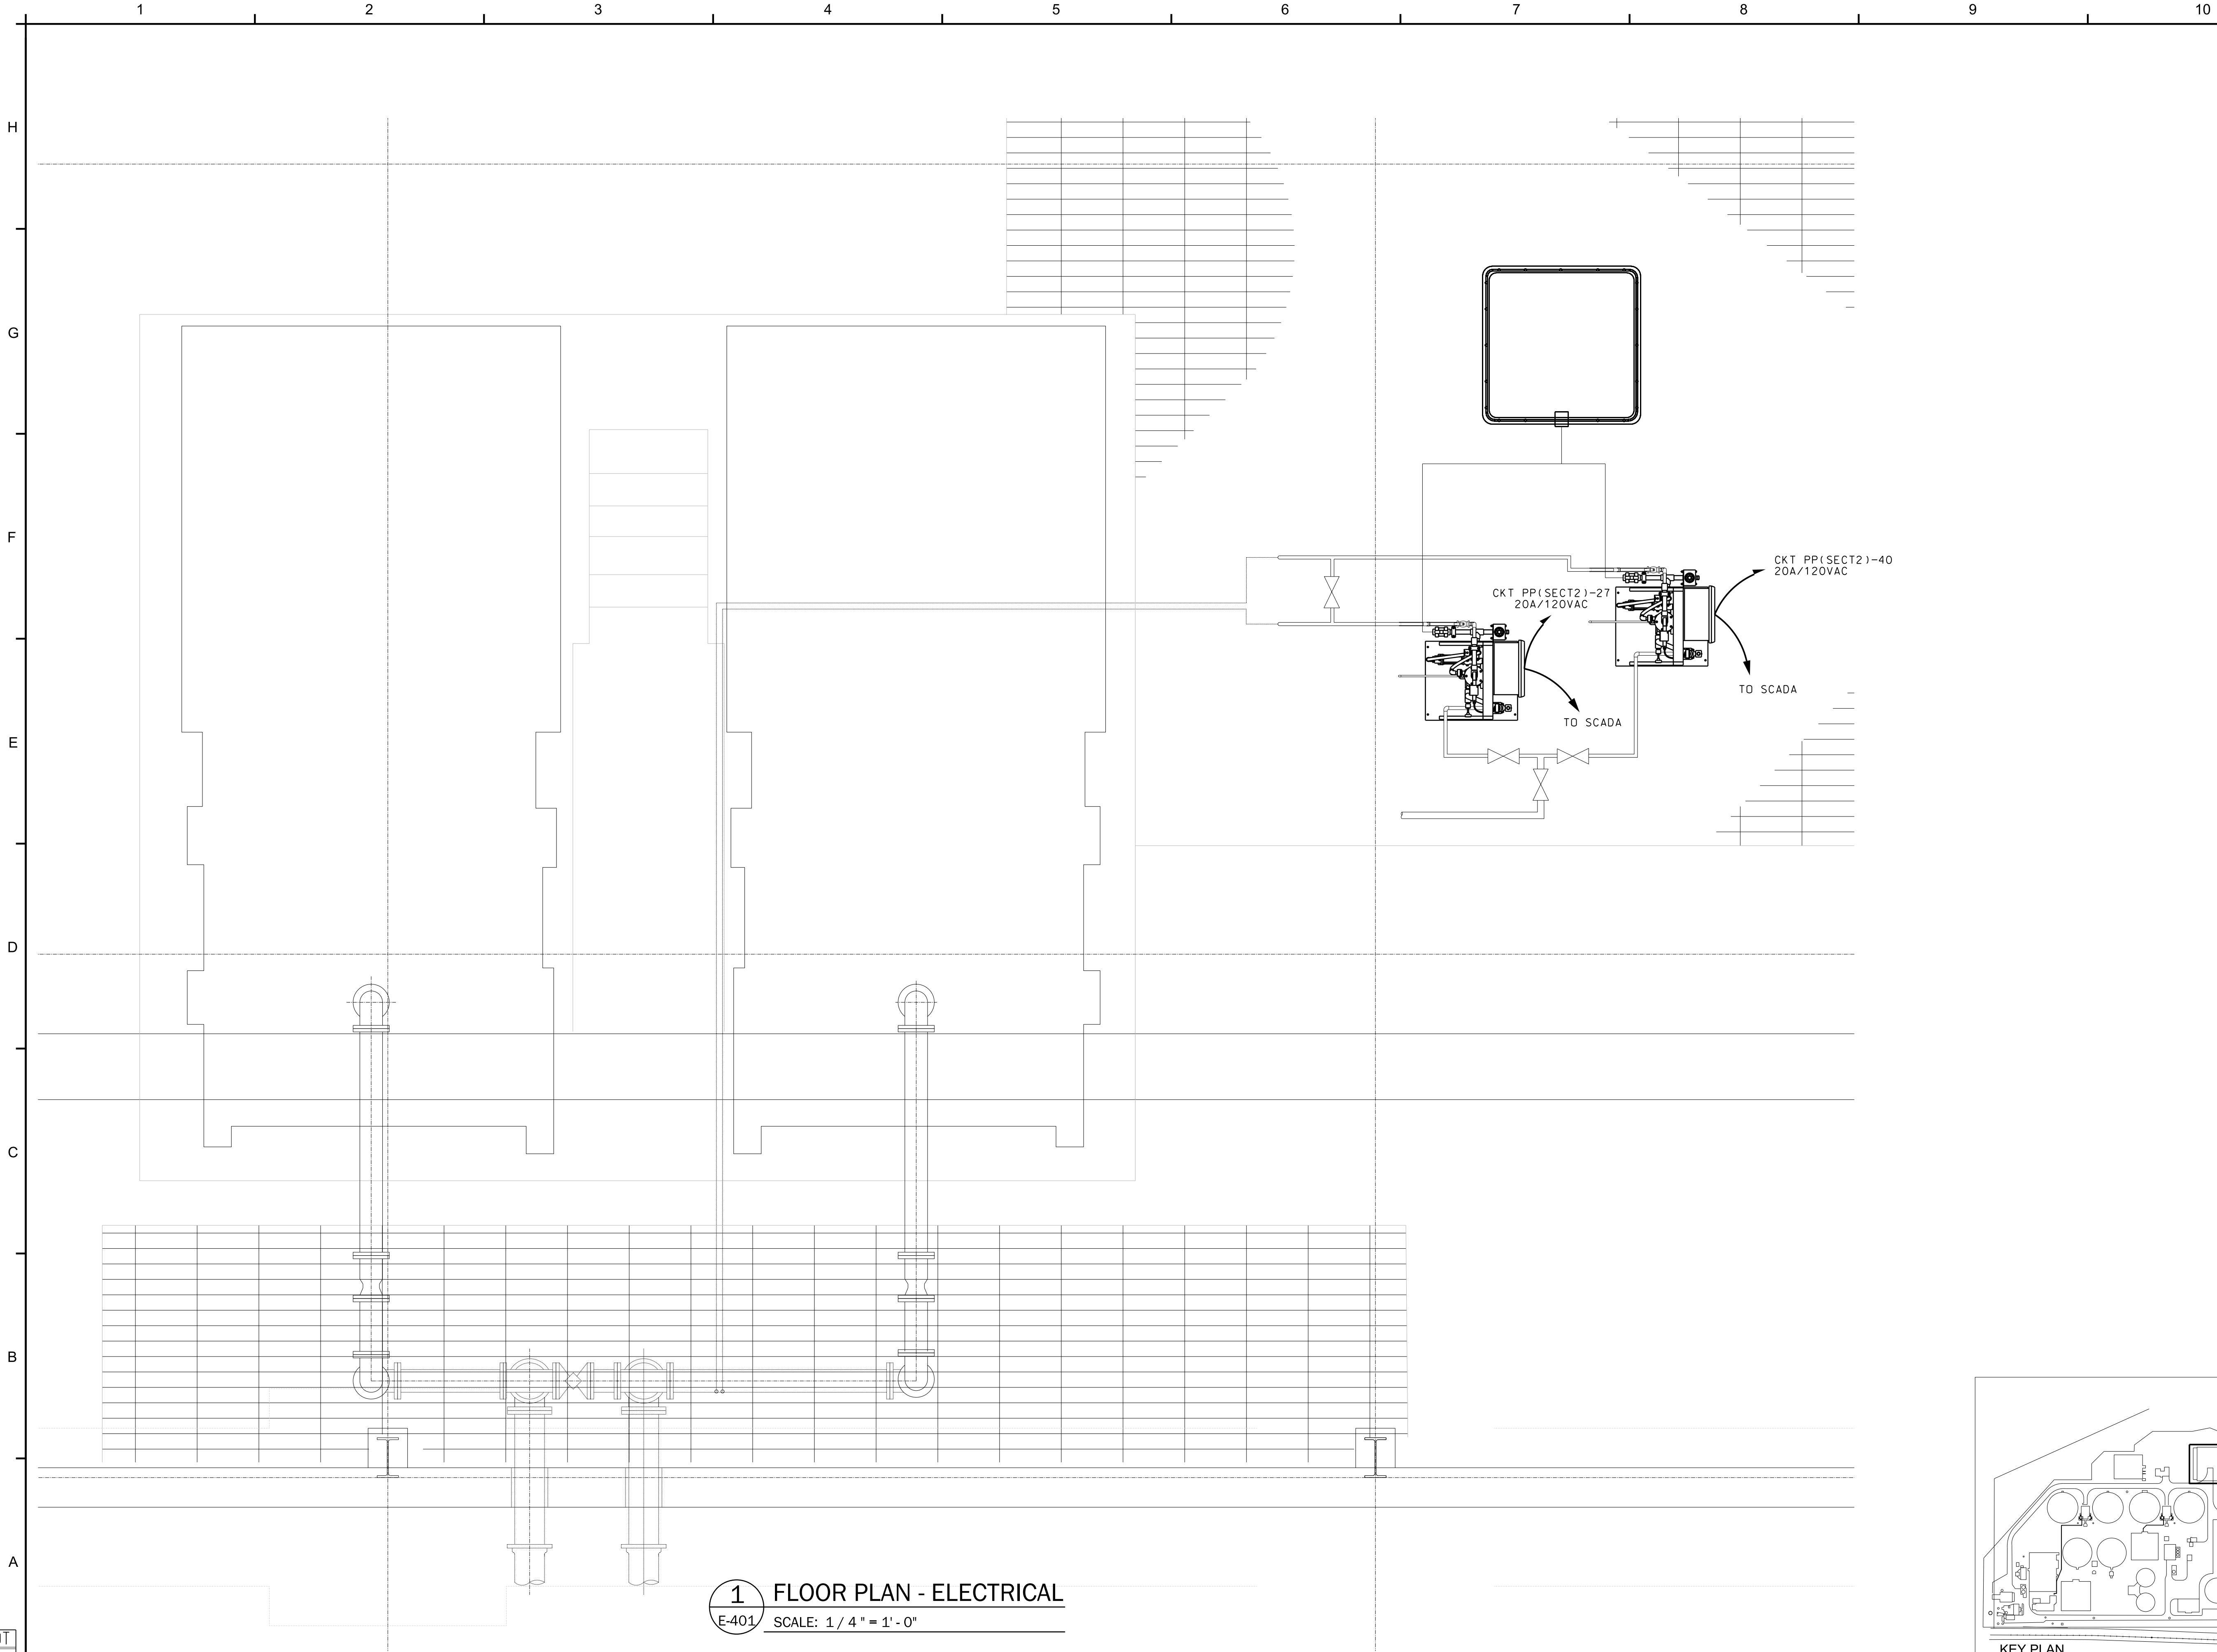 1 2 3 4 5 6 7 8 9 10
H
G
F
E
D
C
B
A
CKT PP(SECT2)-40
20A/120VAC
CKT PP(SECT2)-27
20A/120VAC
TO SCADA
TO SCADA
1
E-401
FLOOR PLAN - ELECTRICAL
SCALE: 1/4" = 1'-0"
KEY PLAN